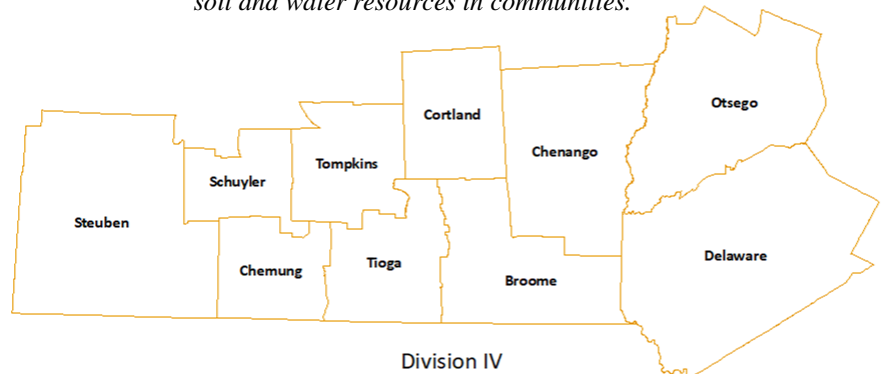 soil and water resources in communities.
Otsego
Cortland
Chenango
Tompkins
Schuyler
Steuben
Delaware
Tioga
Chemung
Broome
Division IV